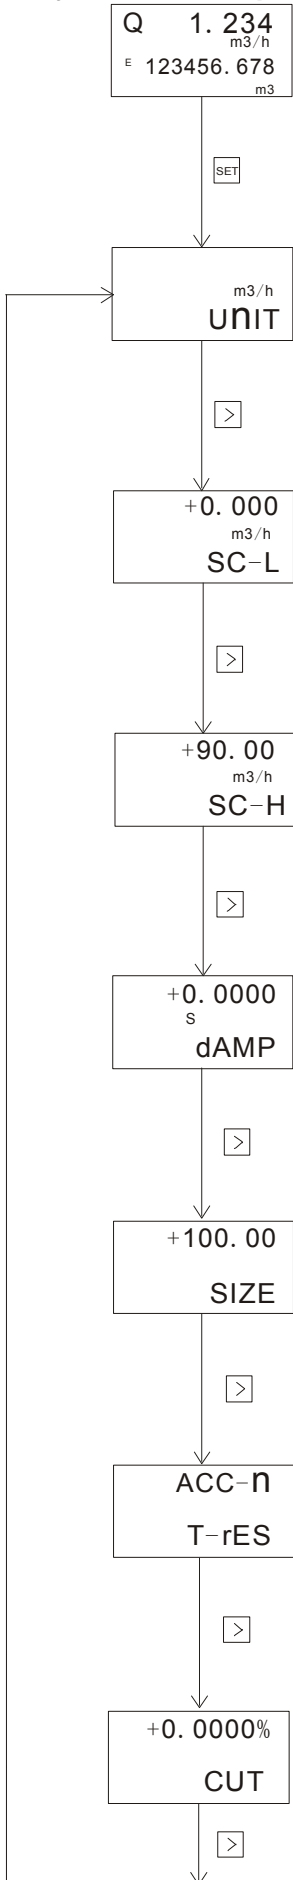 Q 1.234
m3/h
E 123456.678
m3
SET
m3/h
UnIT
>
+0.000
m3/h
SC-L
>
+90.00
m3/h
SC-H
>
+0.0000
S
dAMP
>
+100.00
SIZE
>
ACC-n
T-rES
>
+0.0000%
CUT
>